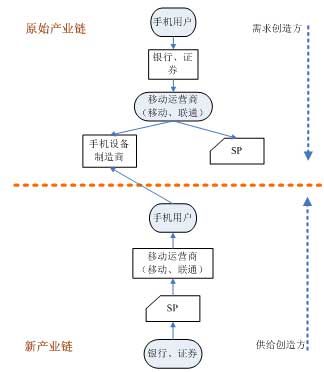 手机用户
原始产业链
需求创造方
银行、证
券
移动运营商
（移动、联通）
手机设备
制造商
SP
手机用户
移动运营商
（移动、联通）
SP
新产业链
银行、证券
供给创造方